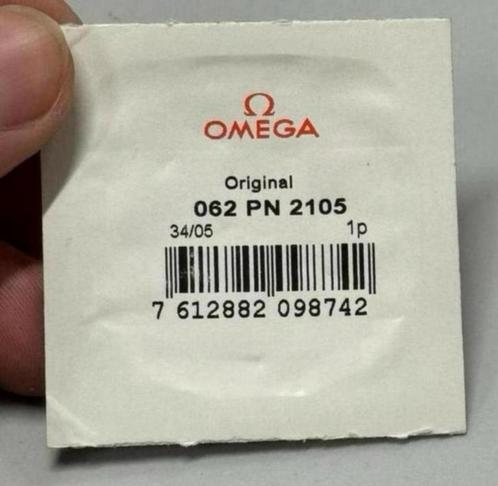 Ω
OMEGA
Original
062 PN 2105
34/05 1p
7 612882 098742